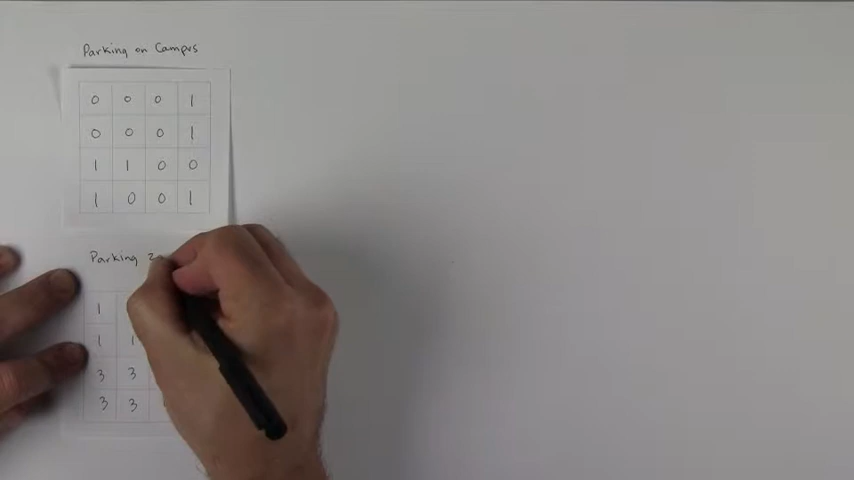 Parking on Campus
0 0 0 1
0 0 0 1
1 1 0 0
1 0 0 1
Parking
1
1 1
3 3
3 3